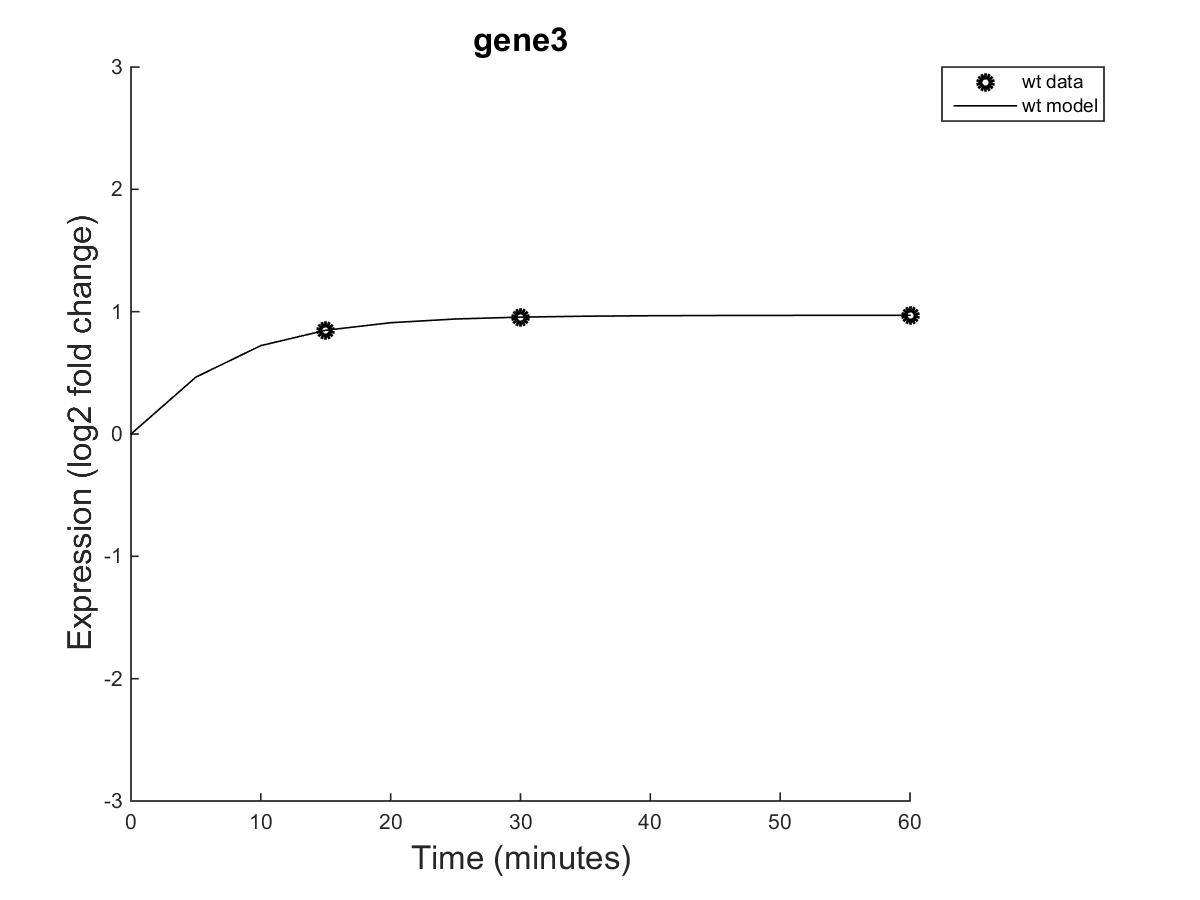 gene3
wt data
wt model
Expression (log2 fold change)
3
2
1
0
-1
-2
-3
0 10 20 30 40 50 60
Time (minutes)